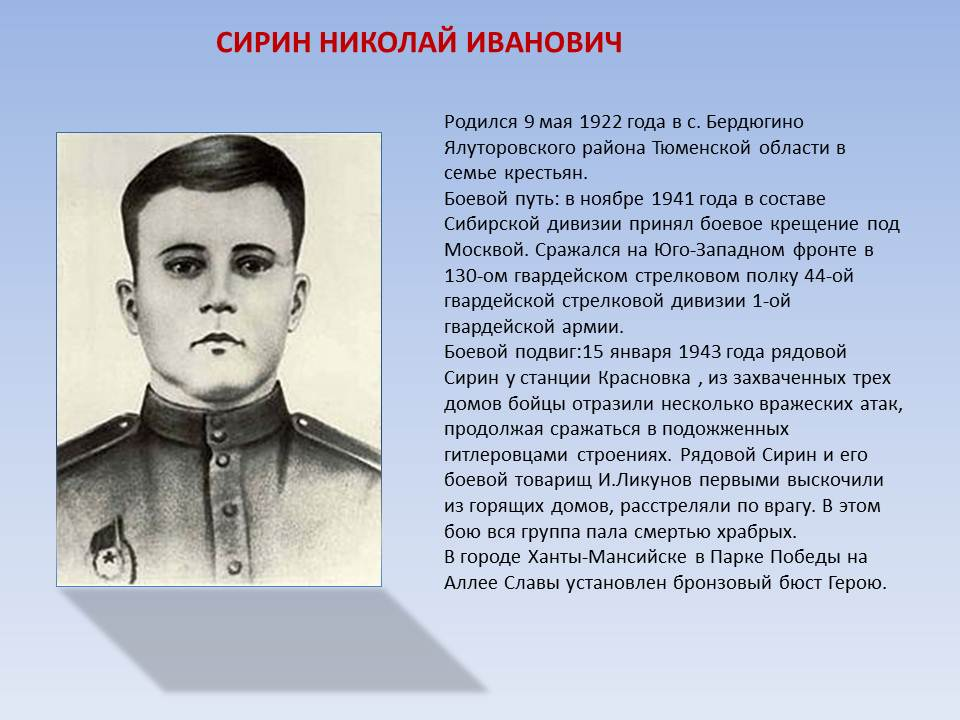 СИРИН НИКОЛАЙ ИВАНОВИЧ
Родился 9 мая 1922 года в с. Бердюгино
Ялуторовского района Тюменской области в
семье крестьян.
Боевой путь: в ноябре 1941 года в составе
Сибирской дивизии принял боевое крещение под
Москвой. Сражался на Юго-Западном фронте в
130-ом гвардейском стрелковом полку 44-ой
гвардейской стрелковой дивизии 1-ой
гвардейской армии.
Боевой подвиг:15 января 1943 года рядовой
Сирин у станции Красновка , из захваченных трех
домов бойцы отразили несколько вражеских атак,
продолжая сражаться в подожженных
гитлеровцами строениях. Рядовой Сирин и его
боевой товарищ И.Ликунов первыми выскочили
из горящих домов, расстреляли по врагу. В этом
бою вся группа пала смертью храбрых.
В городе Ханты-Мансийске в Парке Победы на
Аллее Славы установлен бронзовый бюст Герою.